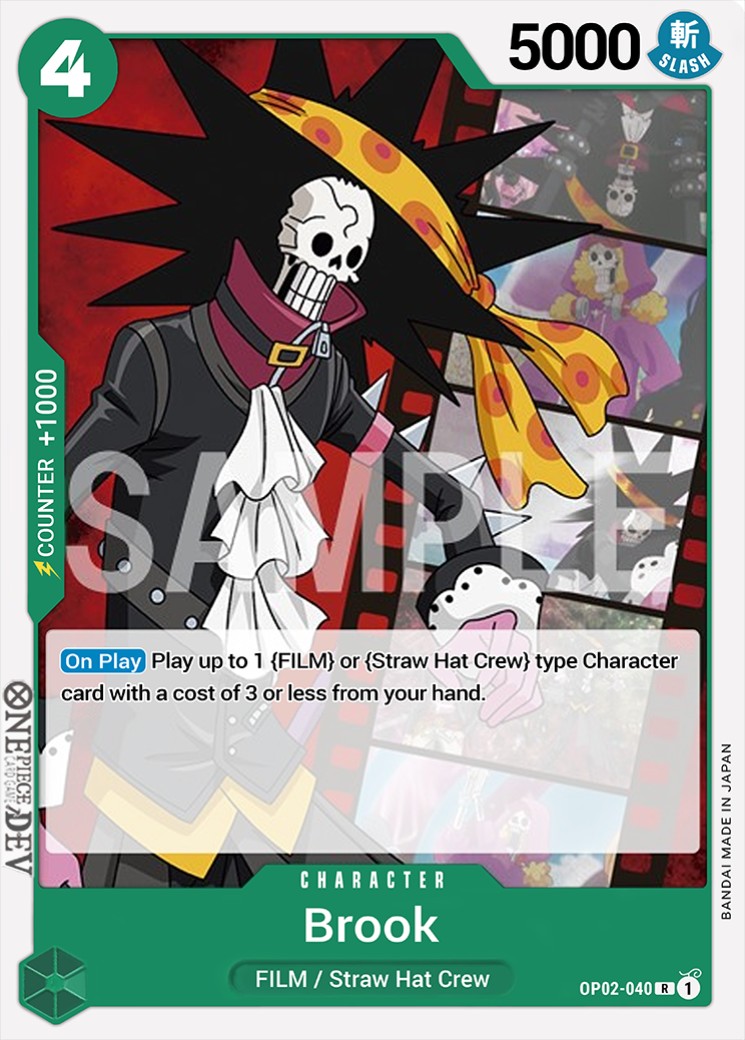 4
5000
斬
SLASH
COUNTER +1000
SAMPLE
On Play Play up to 1 {FILM} or {Straw Hat Crew} type Character
card with a cost of 3 or less from your hand.
ONE PIECE
CARD GAME
DEV
BANDAI MADE IN JAPAN
CHARACTER
Brook
FILM / Straw Hat Crew
OP02-040 R 1